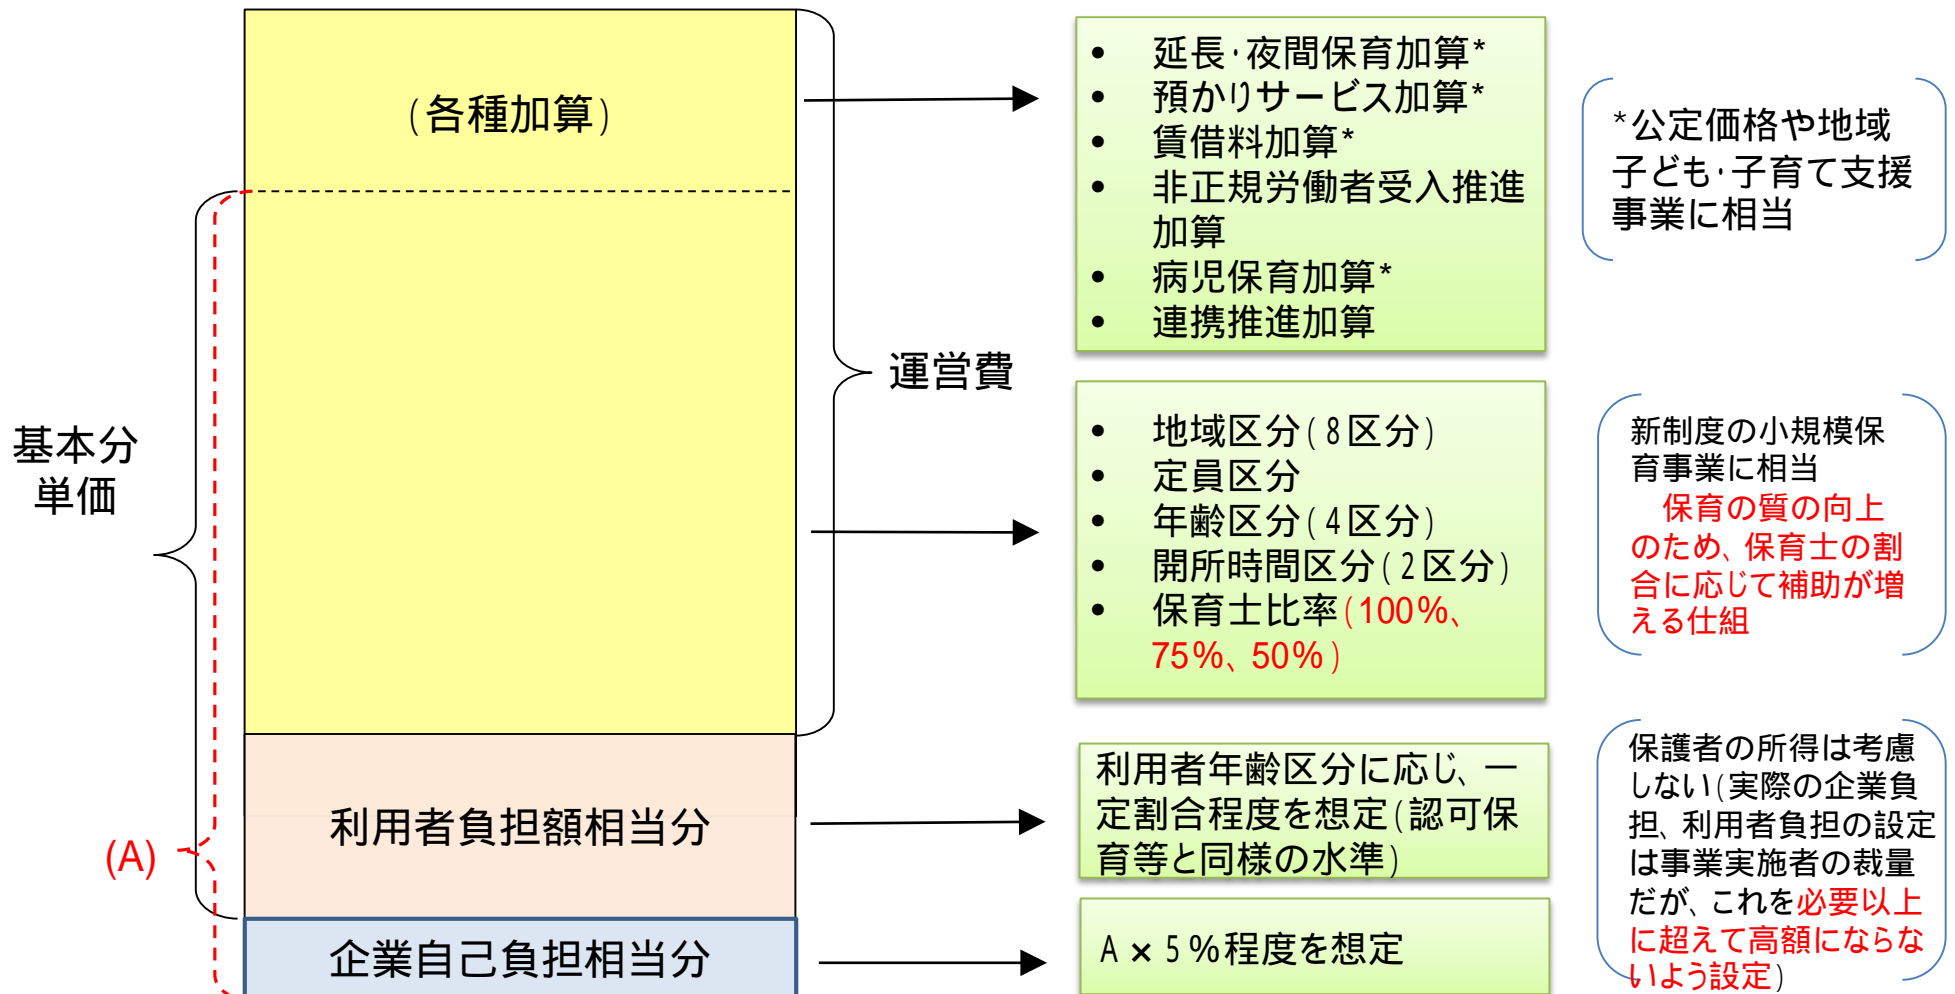 (各種加算)
基本分
単価
(A)
利用者負担額相当分
企業自己負担相当分
運営費
• 延長・夜間保育加算*
• 預かりサービス加算*
• 賃借料加算*
• 非正規労働者受入推進
加算
• 病児保育加算*
• 連携推進加算
*公定価格や地域
子ども・子育て支援
事業に相当
• 地域区分(8区分)
• 定員区分
• 年齢区分(4区分)
• 開所時間区分(2区分)
• 保育士比率(100%、
75%、50%)
新制度の小規模保
育事業に相当
保育の質の向上
のため、保育士の割
合に応じて補助が増
える仕組
利用者年齢区分に応じ、一
定割合程度を想定(認可保
育等と同様の水準)
A×5%程度を想定
保護者の所得は考慮
しない(実際の企業負
担、利用者負担の設定
は事業実施者の裁量
だが、これを必要以上
に超えて高額にならな
いよう設定)